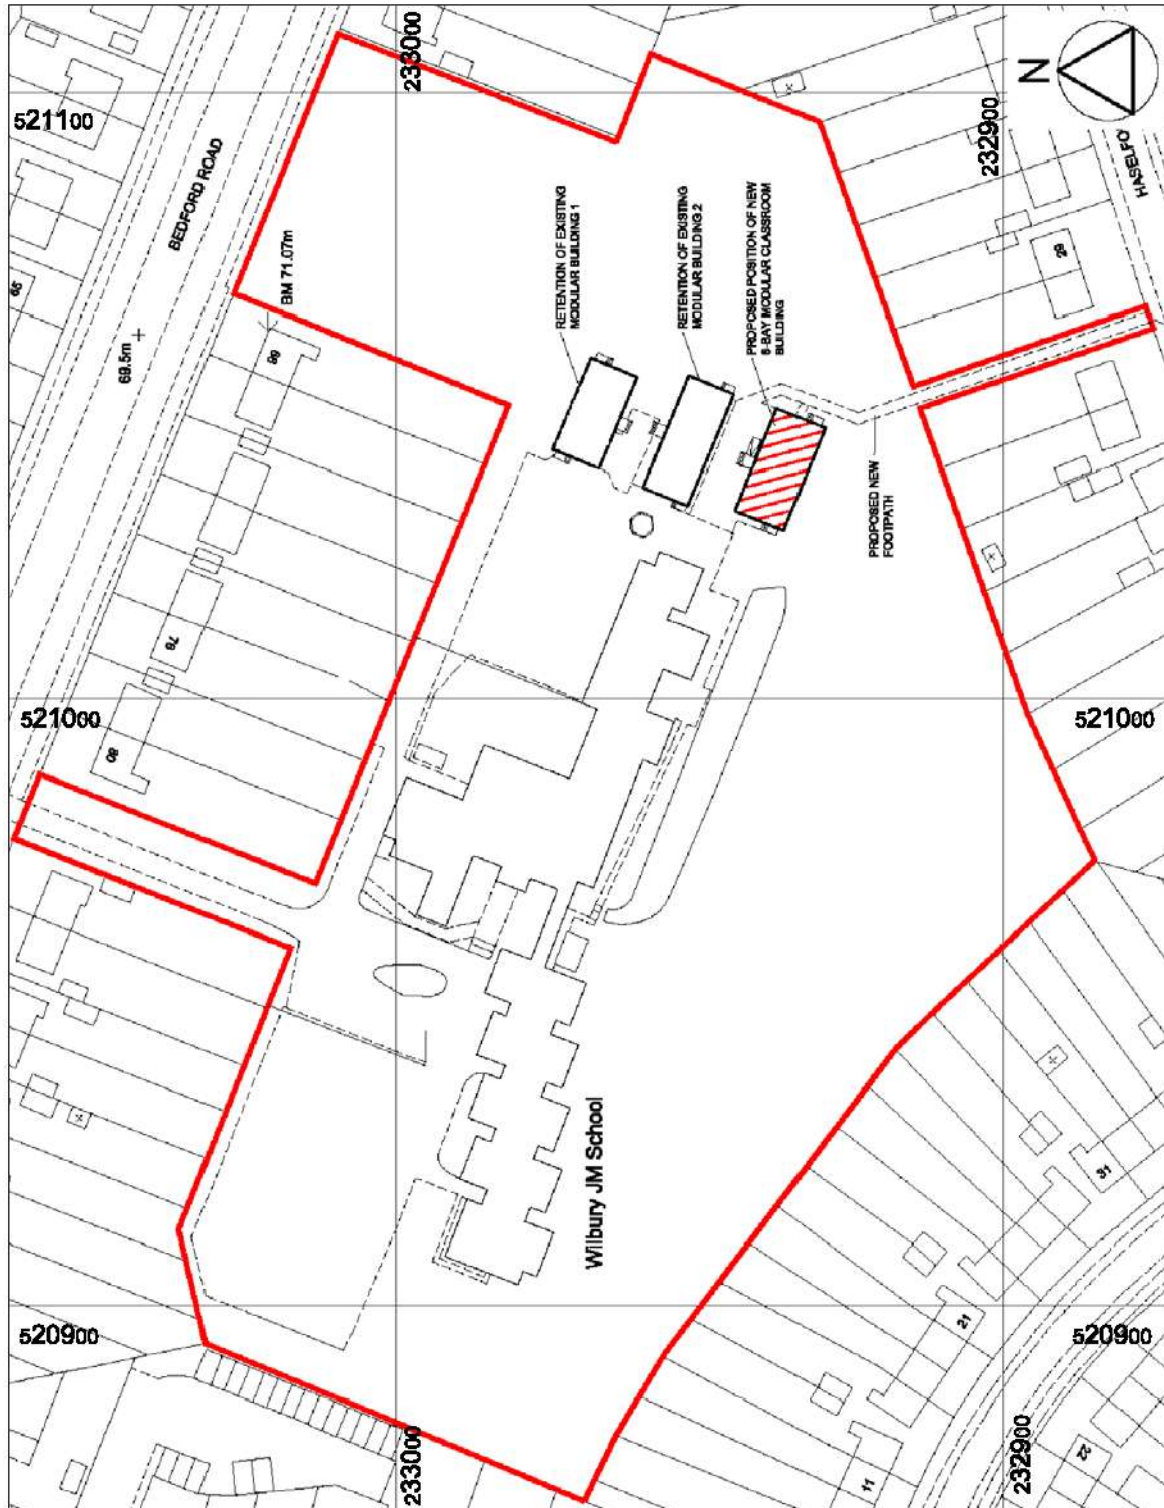 N
233000
232900
521100
521100
BEDFORD ROAD
69.5m
BM 71.07m
RETENTION OF EXISTING
MODULAR BUILDING 1
RETENTION OF EXISTING
MODULAR BUILDING 2
PROPOSED POSITION OF NEW
8-BAY MODULAR CLASSROOM
BUILDING
PROPOSED NEW
FOOTPATH
HASELFO
29
78
80
521000
521000
Wilbury JM School
31
21
11
22
520900
520900
233000
232900